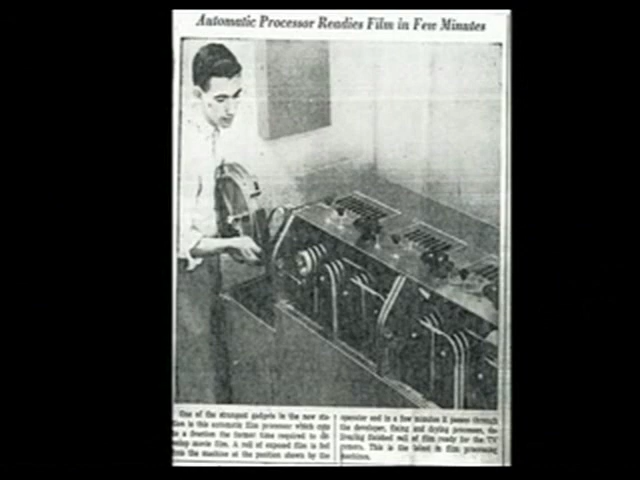 Automatic Processor Readies Film in Few Minutes
One of the strangest gadgets in the new sta-
tion is this automatic film processor which cuts
to a fraction the former time required to de-
velop movie film. A roll of exposed film is fed
into the machine at the position shown by the
operator and in a few minutes it passes through
the developer, fixing and drying processes, de-
livering finished roll of film ready for the TV
camera. This is the latest in film processing
machines.